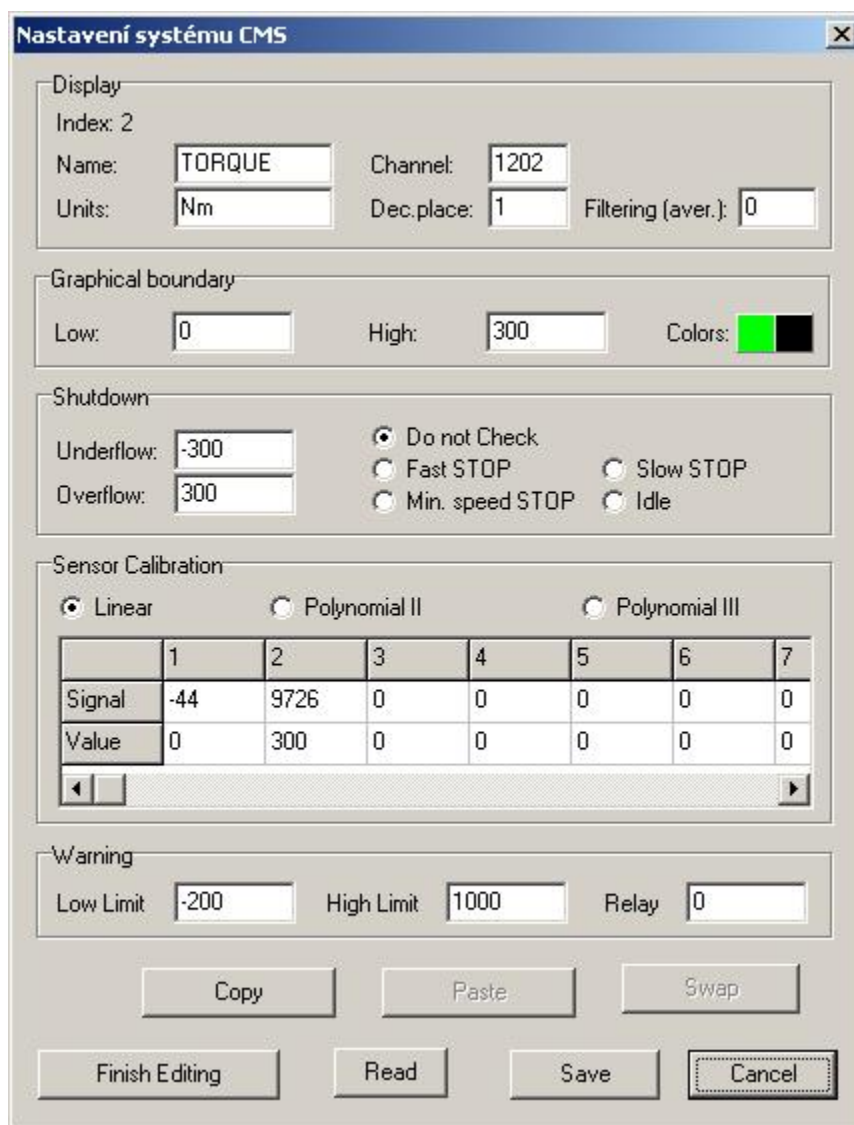 Nastavení systému CMS
Display
Index: 2
Name: TORQUE Channel: 1202
Units: Nm Dec.place: 1 Filtering (aver.): 0
Graphical boundary
Low: 0 High: 300 Colors:
Shutdown
Underflow: -300 Do not Check
Fast STOP Slow STOP
Overflow: 300 Min. speed STOP Idle
Sensor Calibration
Linear Polynomial II Polynomial III
1 2 3 4 5 6 7
Signal -44 9726 0 0 0 0 0
Value 0 300 0 0 0 0 0
Warning
Low Limit -200 High Limit 1000 Relay 0
Copy Paste Swap
Finish Editing Read Save Cancel